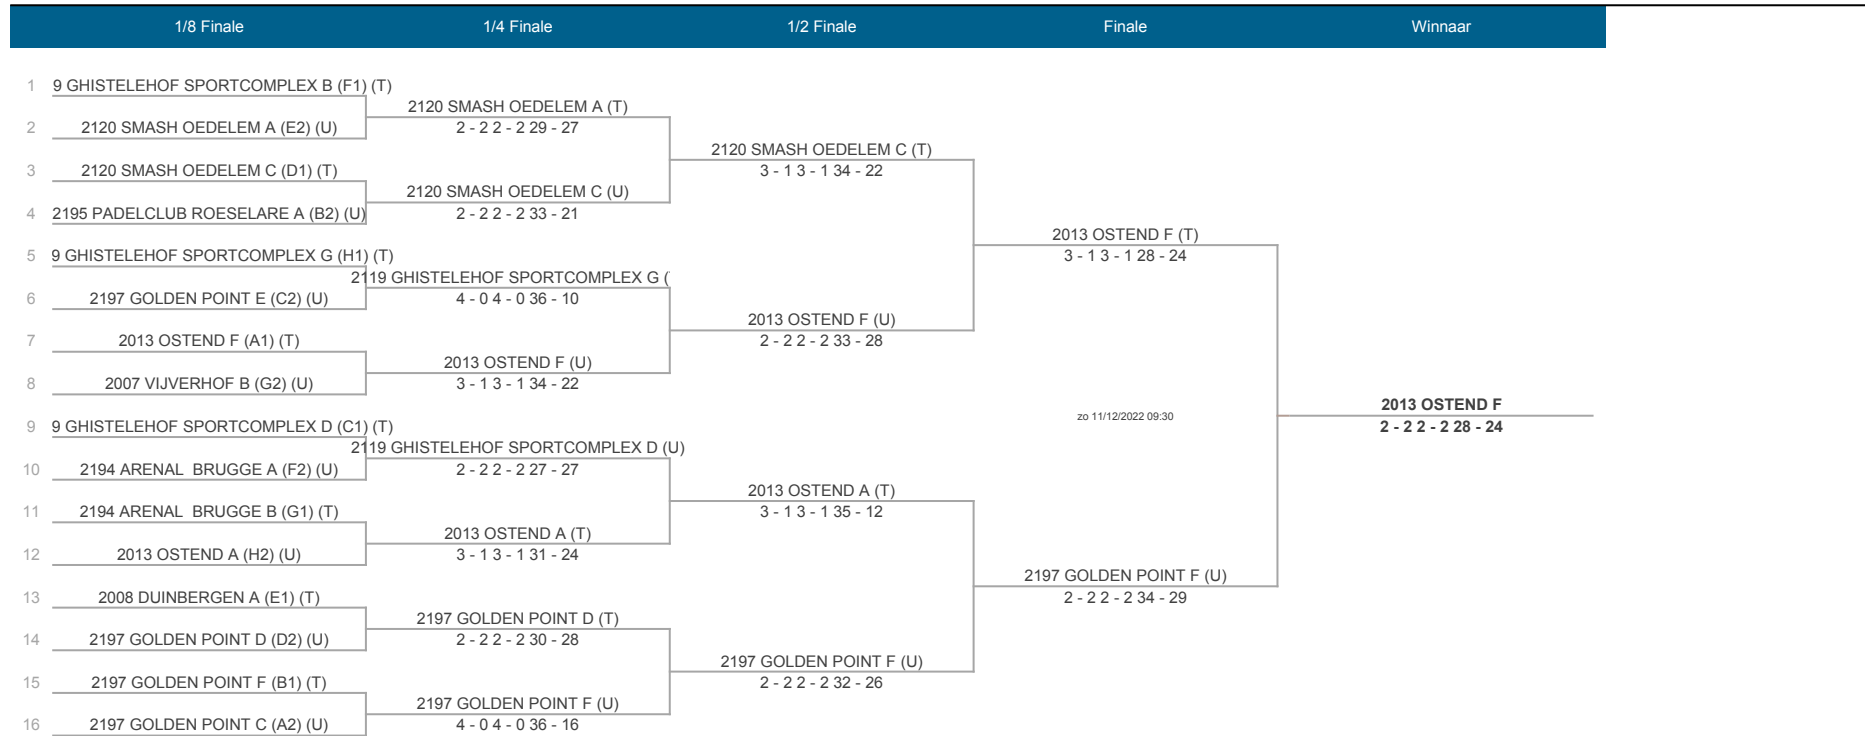 1/8 Finale 1/4 Finale 1/2 Finale Finale Winnaar
1 9 GHISTELEHOF SPORTCOMPLEX B (F1) (T)
2120 SMASH OEDELEM A (T)
2 2120 SMASH OEDELEM A (E2) (U) 2 - 2 2 - 2 29 - 27
2120 SMASH OEDELEM C (T)
3 2120 SMASH OEDELEM C (D1) (T) 3 - 1 3 - 1 34 - 22
2120 SMASH OEDELEM C (U)
4 2195 PADELCLUB ROESELARE A (B2) (U) 2 - 2 2 - 2 33 - 21
2013 OSTEND F (T)
5 9 GHISTELEHOF SPORTCOMPLEX G (H1) (T) 3 - 1 3 - 1 28 - 24
2119 GHISTELEHOF SPORTCOMPLEX G (
6 2197 GOLDEN POINT E (C2) (U) 4 - 0 4 - 0 36 - 10
2013 OSTEND F (U)
7 2013 OSTEND F (A1) (T) 2 - 2 2 - 2 33 - 28
2013 OSTEND F (U)
8 2007 VIJVERHOF B (G2) (U) 3 - 1 3 - 1 34 - 22
2013 OSTEND F
zo 11/12/2022 09:30
9 9 GHISTELEHOF SPORTCOMPLEX D (C1) (T) 2 - 2 2 - 2 28 - 24
2119 GHISTELEHOF SPORTCOMPLEX D (U)
10 2194 ARENAL BRUGGE A (F2) (U) 2 - 2 2 - 2 27 - 27
2013 OSTEND A (T)
11 2194 ARENAL BRUGGE B (G1) (T) 3 - 1 3 - 1 35 - 12
2013 OSTEND A (T)
12 2013 OSTEND A (H2) (U) 3 - 1 3 - 1 31 - 24
2197 GOLDEN POINT F (U)
13 2008 DUINBERGEN A (E1) (T) 2 - 2 2 - 2 34 - 29
2197 GOLDEN POINT D (T)
14 2197 GOLDEN POINT D (D2) (U) 2 - 2 2 - 2 30 - 28
2197 GOLDEN POINT F (U)
15 2197 GOLDEN POINT F (B1) (T) 2 - 2 2 - 2 32 - 26
2197 GOLDEN POINT F (U)
16 2197 GOLDEN POINT C (A2) (U) 4 - 0 4 - 0 36 - 16